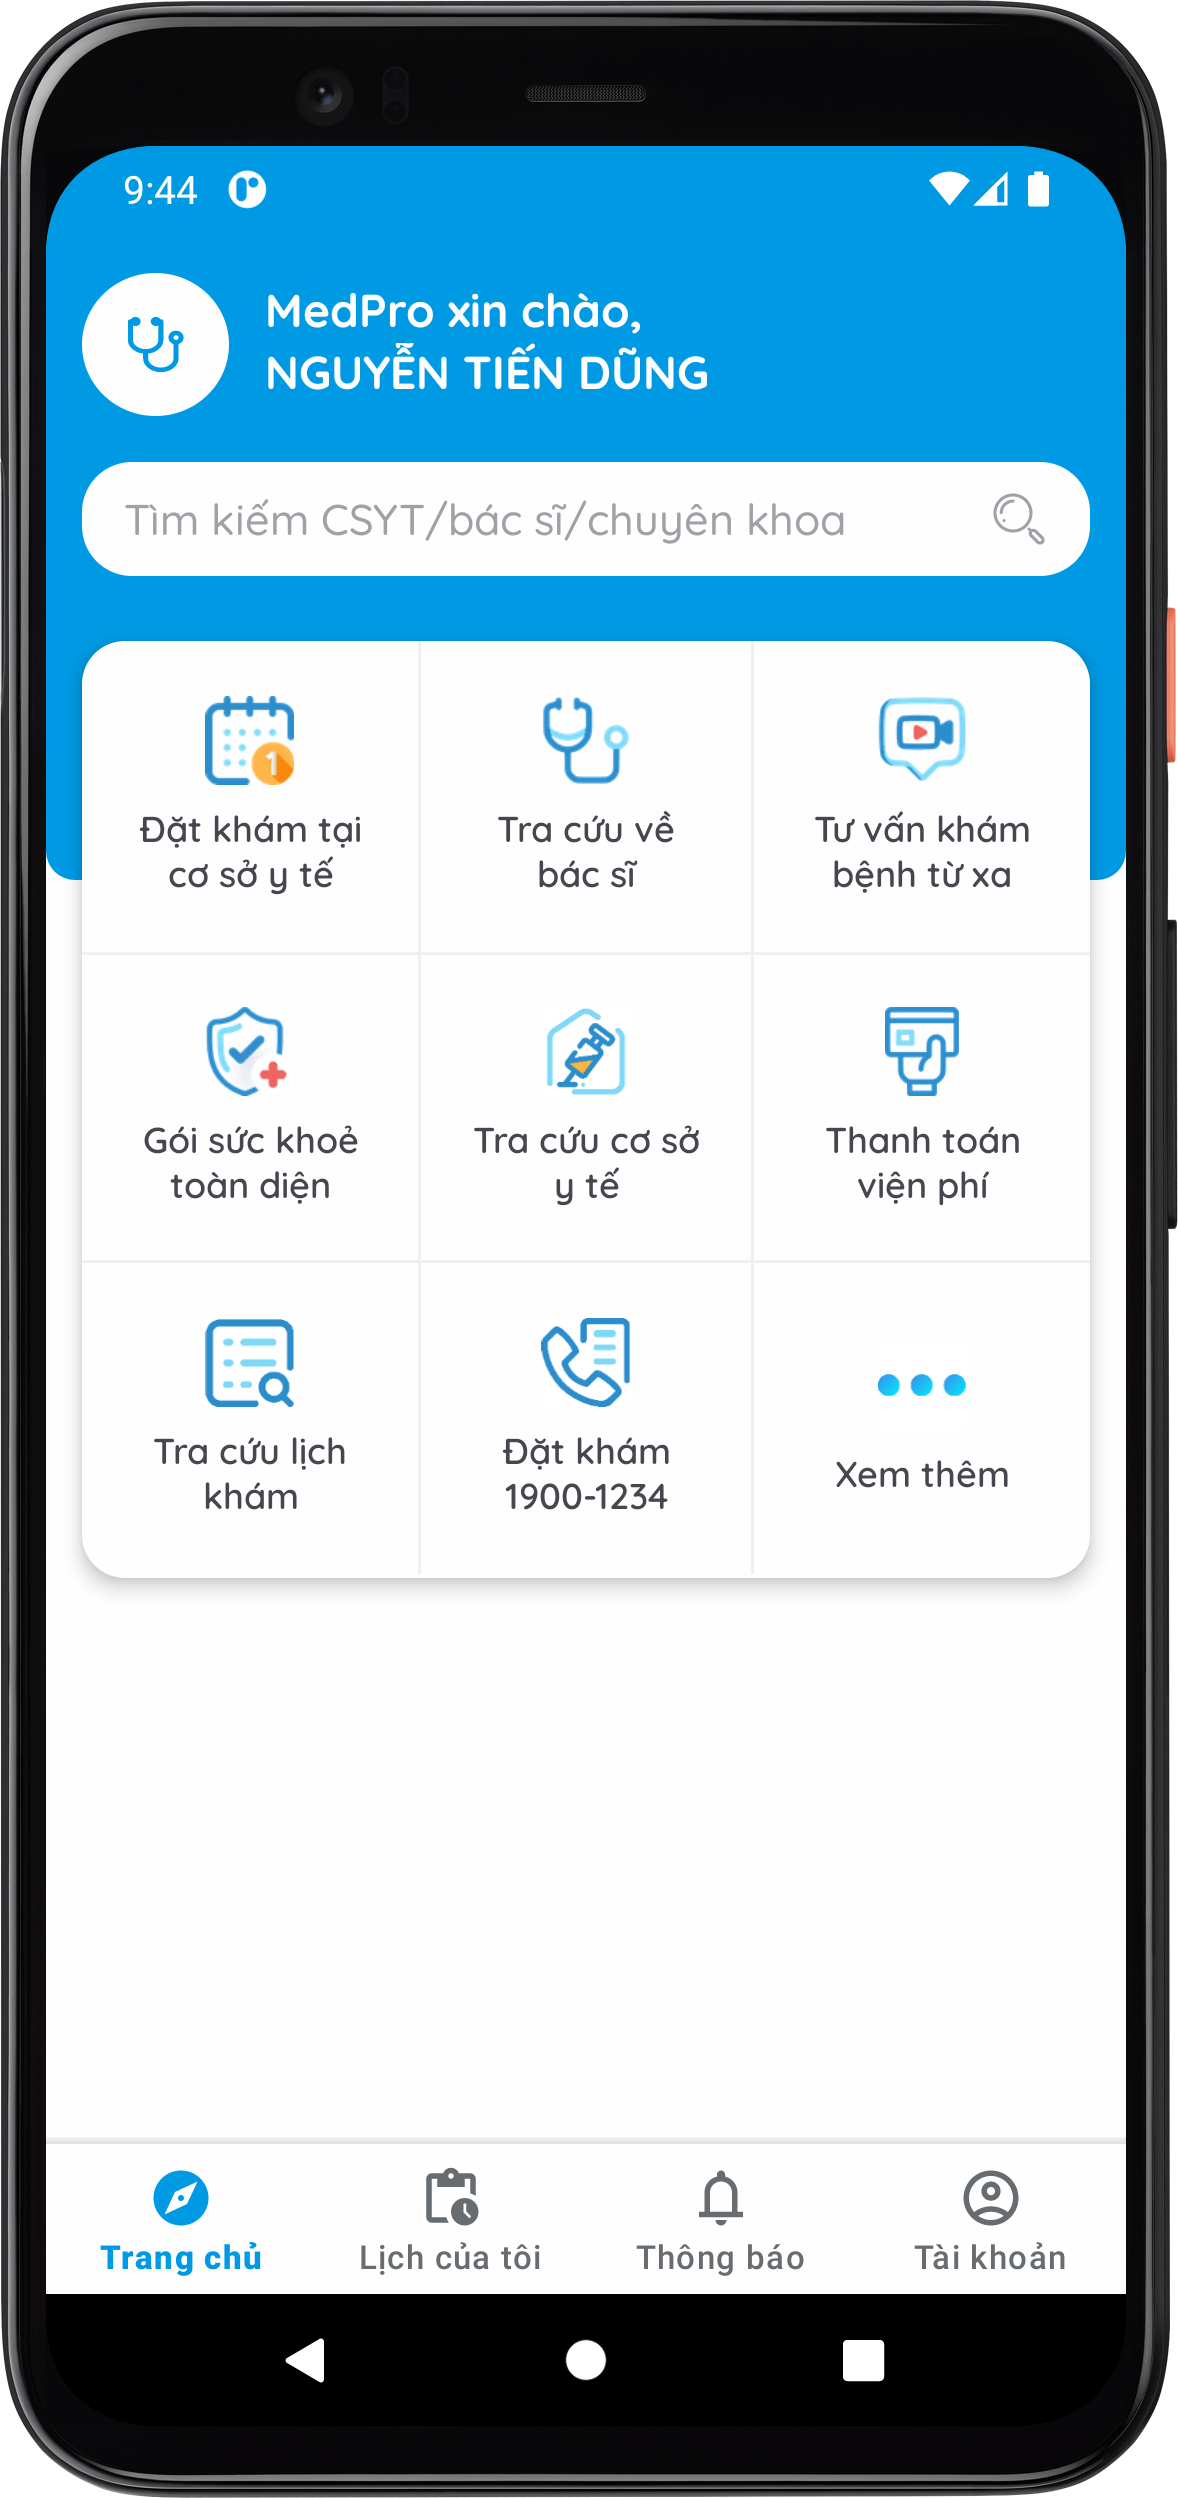 9:44
MedPro xin chào,
NGUYỄN TIẾN DŨNG
Tìm kiếm CSYT/bác sĩ/chuyên khoa
1
Đặt khám tại
cơ sở y tế
Tra cứu về
bác sĩ
Tư vấn khám
bệnh từ xa
Gói sức khoẻ
toàn diện
Tra cứu cơ sở
y tế
Thanh toán
viện phí
Tra cứu lịch
khám
Đặt khám
1900-1234
Xem thêm
Trang chủ
Lịch của tôi
Thông báo
Tài khoản